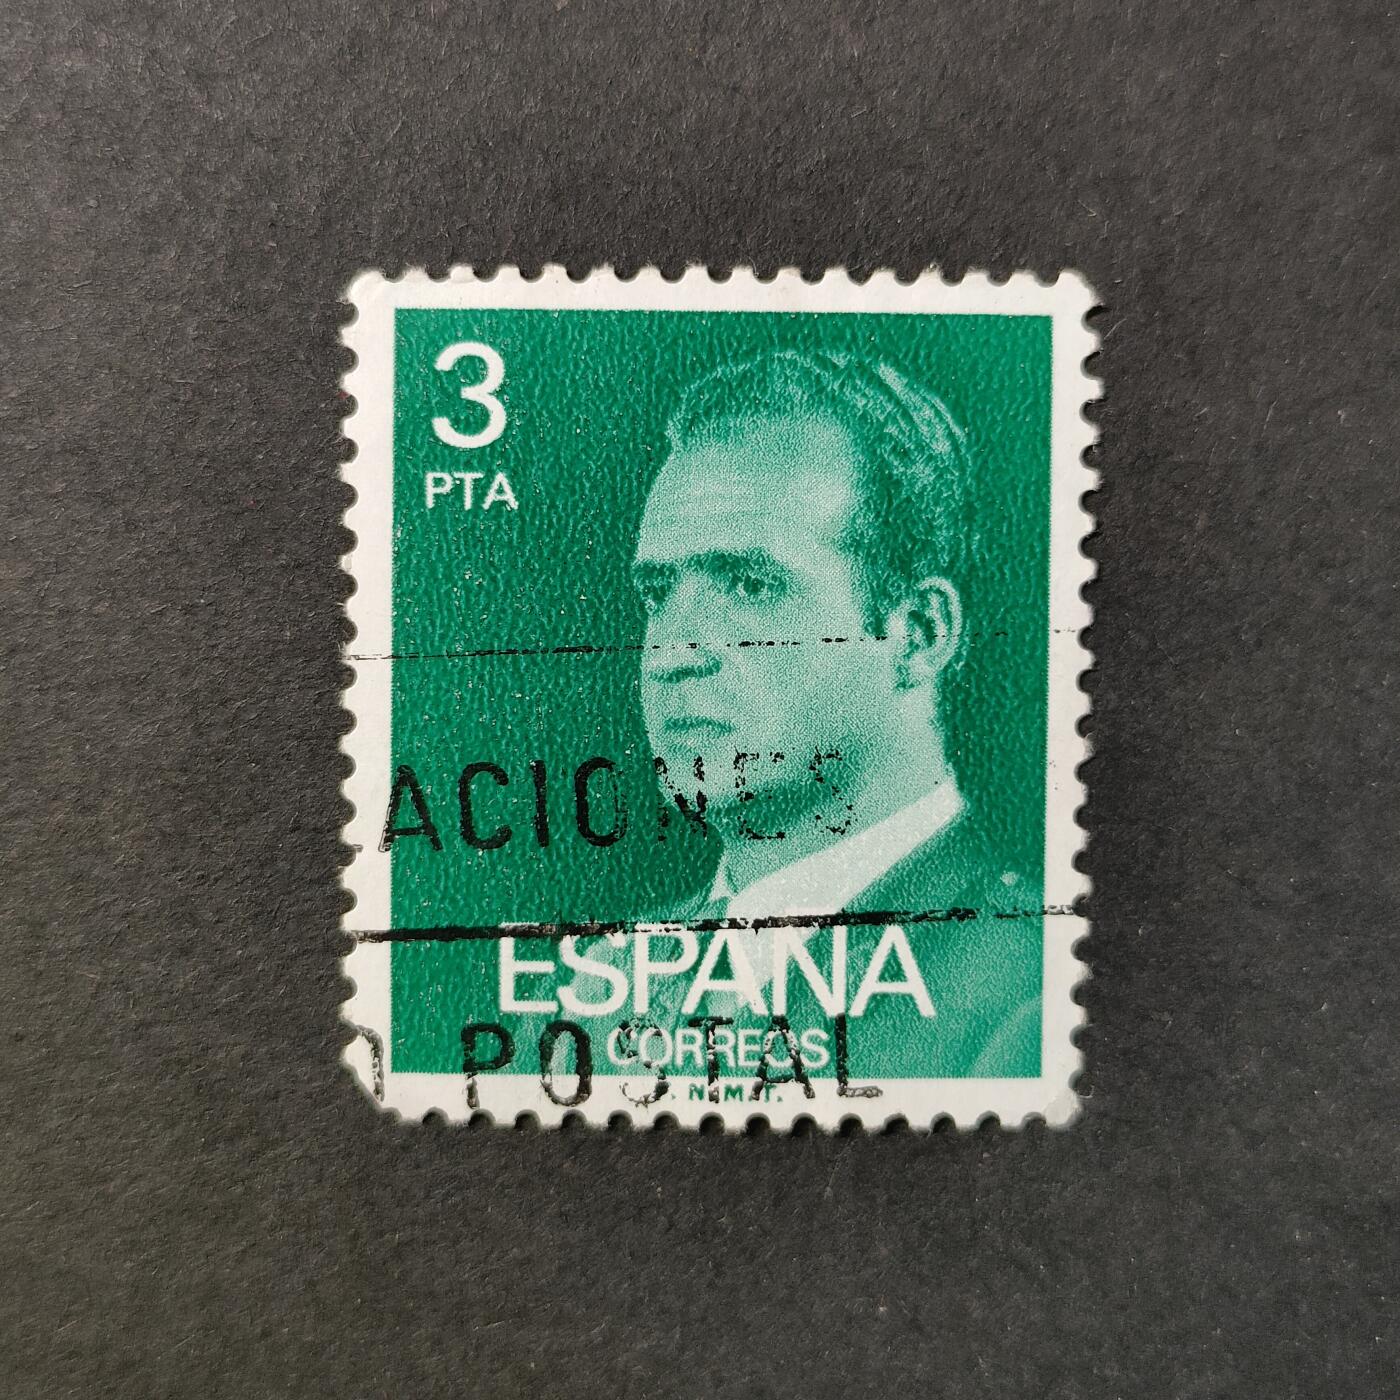 3
PTA
ACIONES
ESPAÑA
CORREOS
POSTAL
N.M.T.